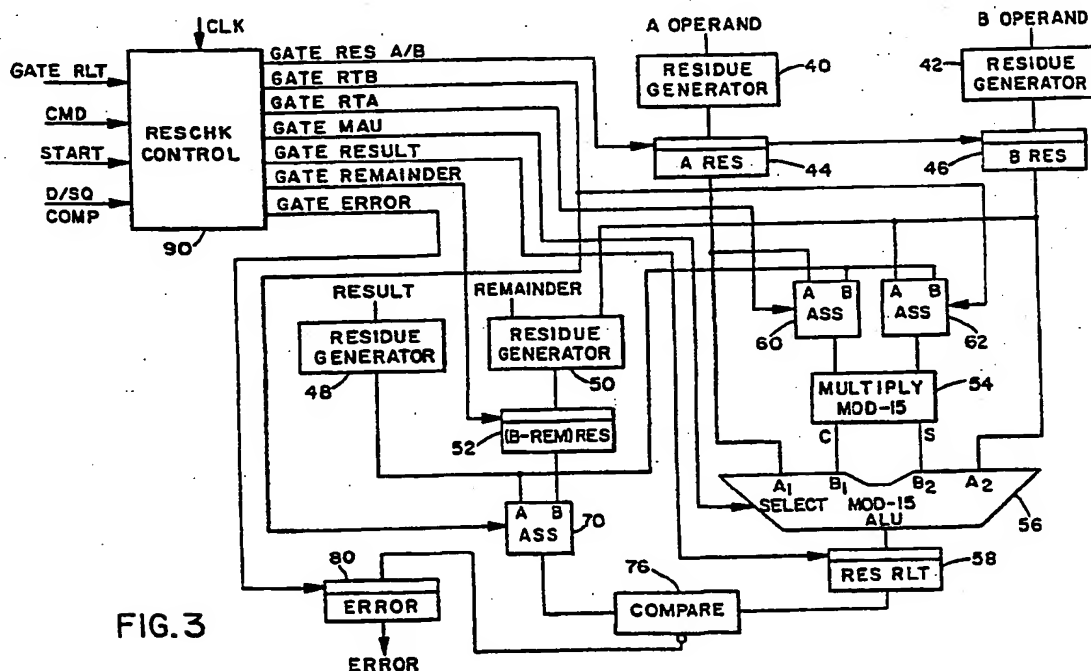 CLK
A OPERAND
B OPERAND
GATE RLT
CMD
START
D/SQ
COMP
RESCHK
CONTROL
90
GATE RES A/B
GATE RTB
GATE RTA
GATE MAU
GATE RESULT
GATE REMAINDER
GATE ERROR
RESIDUE
GENERATOR
40
42
RESIDUE
GENERATOR
A RES
44
46
B RES
RESULT
REMAINDER
RESIDUE
GENERATOR
48
RESIDUE
GENERATOR
50
A B
ASS
60
A B
ASS
62
MULTIPLY
MOD-15
54
C S
52
(B-REM)RES
A1 B1 B2 A2
SELECT MOD-15
ALU
56
A B
ASS
70
RES RLT
58
76
COMPARE
80
ERROR
ERROR
FIG.3